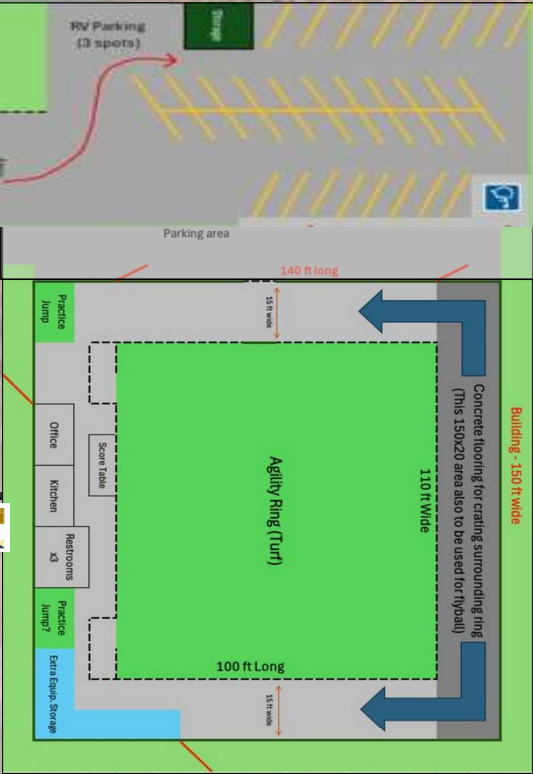 RV Parking
(3 spots)
Storage
Parking area
140 ft long
Practice
Jump
15 ft wide
Concrete flooring for crating surrounding ring
(This 150x20 area also to be used for flyball)
Building - 150 ft wide
Office
Score Table
Agility Ring (Turf)
110 ft Wide
Kitchen
Restrooms
x3
Practice
Jump?
100 ft Long
15 ft wide
Extra Equip. Storage